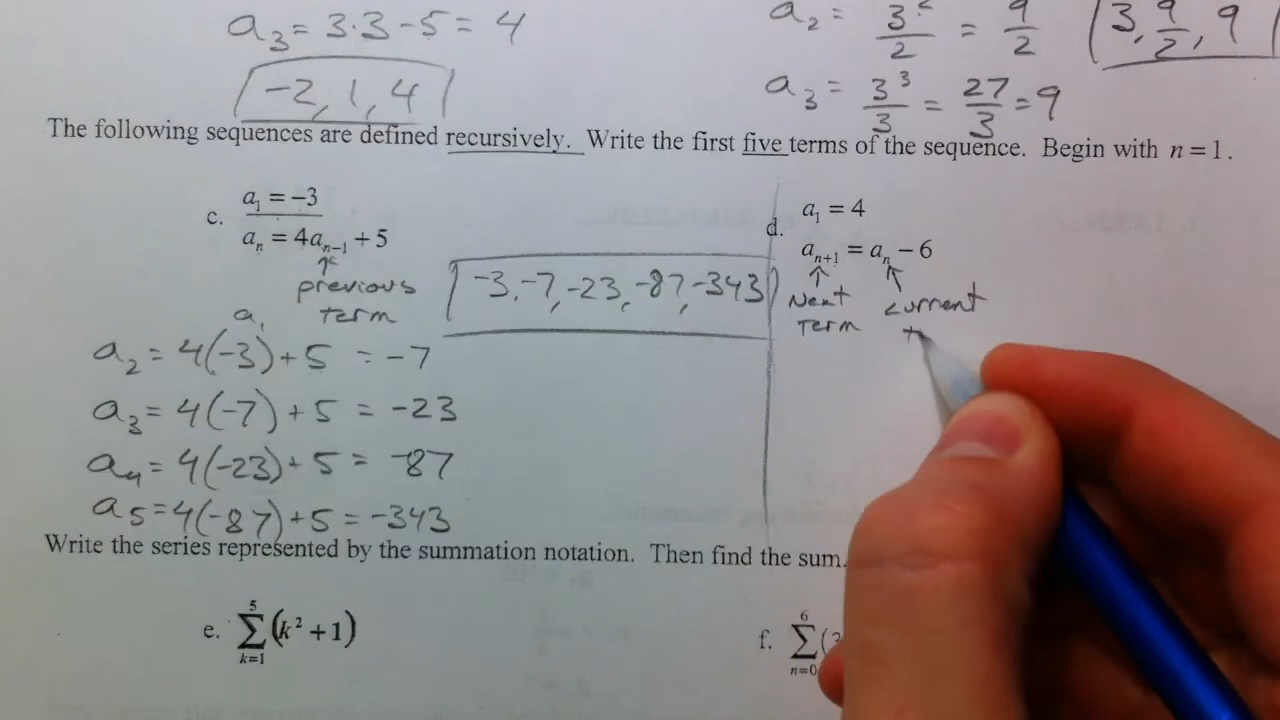 a₃ = 3·3 − 5 = 4
−2, 1, 4
a₂ = 3²/2 = 9/2
3, 9/2, 9
a₃ = 3³/3 = 27/3 = 9
The following sequences are defined recursively. Write the first five terms of the sequence. Begin with n = 1.
c. a₁ = −3
aₙ = 4aₙ₋₁ + 5
previous
term
a₁
a₂ = 4(−3) + 5 = −7
a₃ = 4(−7) + 5 = −23
a₄ = 4(−23) + 5 = −87
a₅ = 4(−87) + 5 = −343
−3, −7, −23, −87, −343
d. a₁ = 4
aₙ₊₁ = aₙ − 6
Next
Term
current
Write the series represented by the summation notation. Then find the sum.
e. 5 ∑ k=1 (k² + 1)
f. 6 ∑ n=0 (